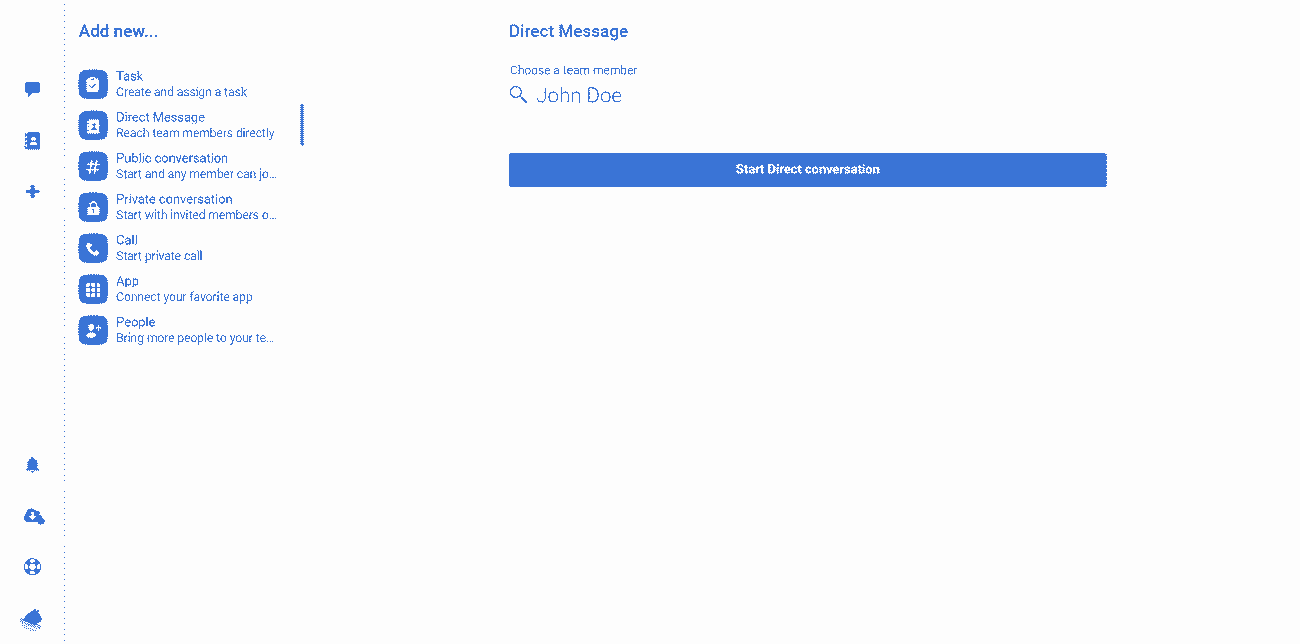 Add new...
Task
Create and assign a task
Direct Message
Reach team members directly
Public conversation
Start and any member can jo...
Private conversation
Start with invited members o...
Call
Start private call
App
Connect your favorite app
People
Bring more people to your te...
Direct Message
Choose a team member
John Doe
Start Direct conversation